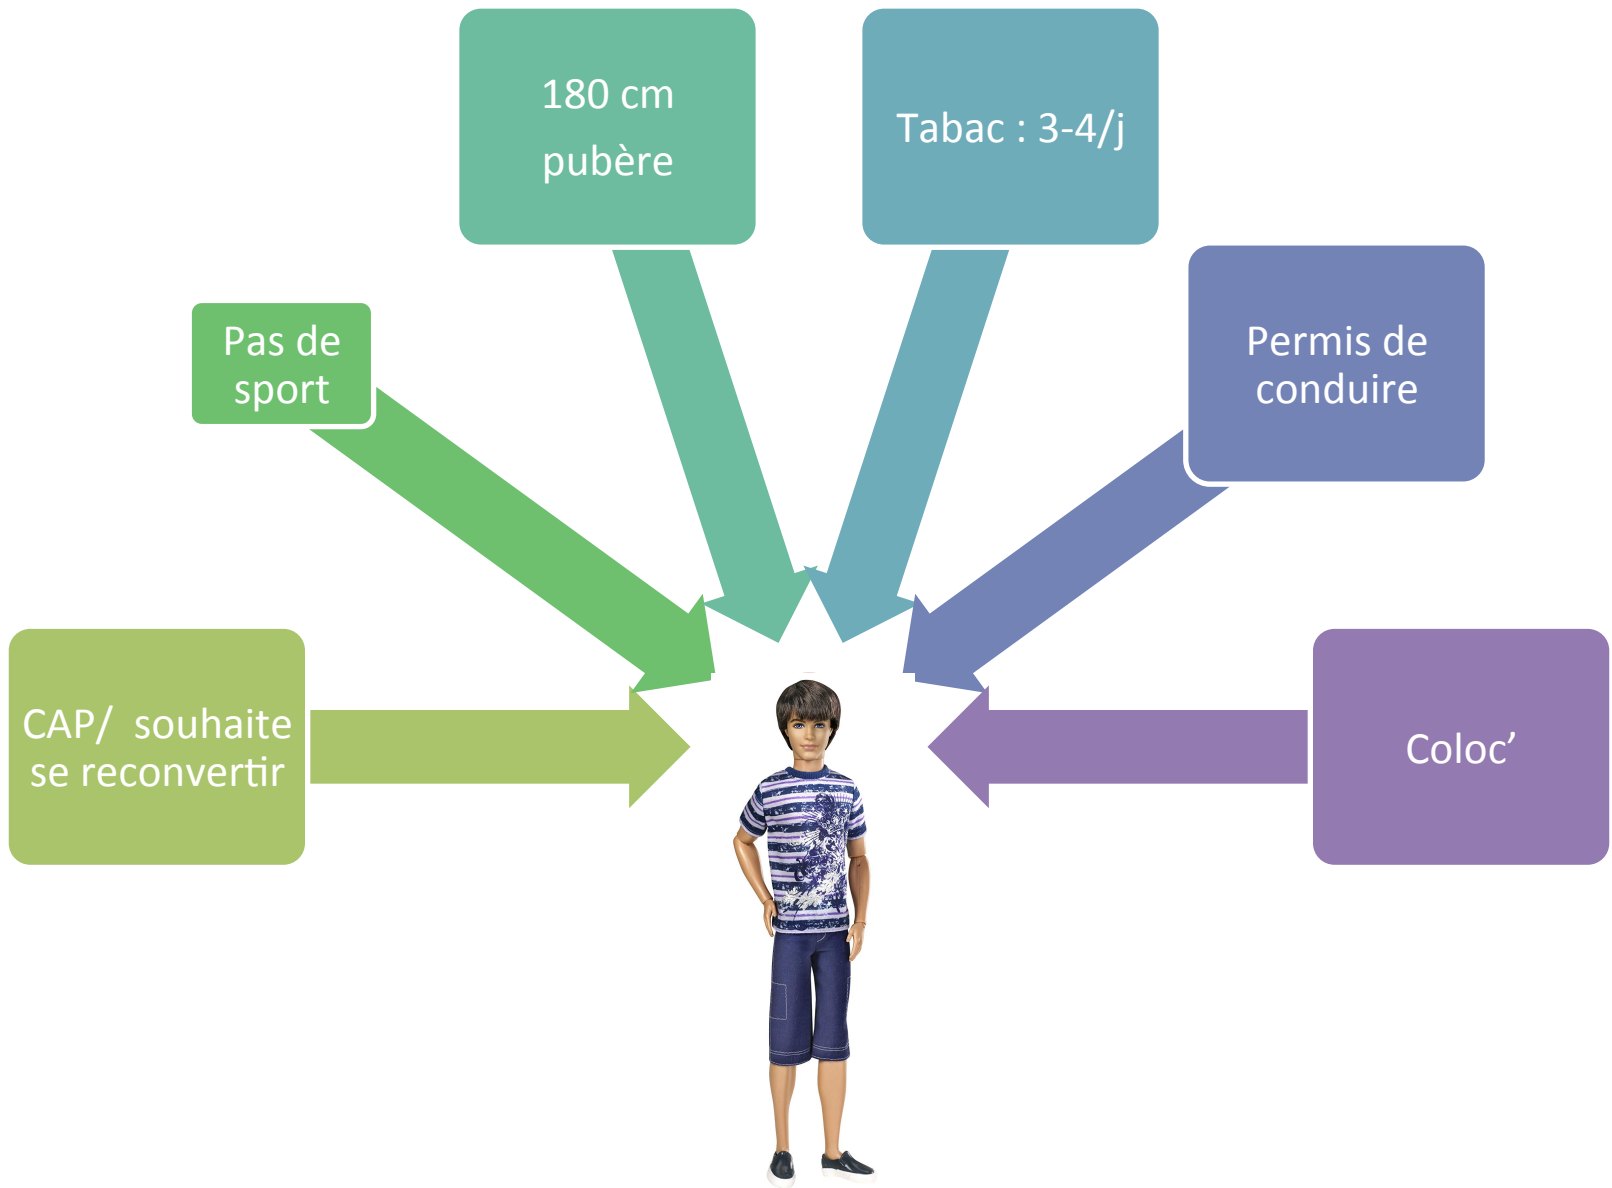 180 cm
pubère
Tabac : 3-4/j
Permis de
conduire
Pas de
sport
CAP/  souhaite
se reconvertir
Coloc’